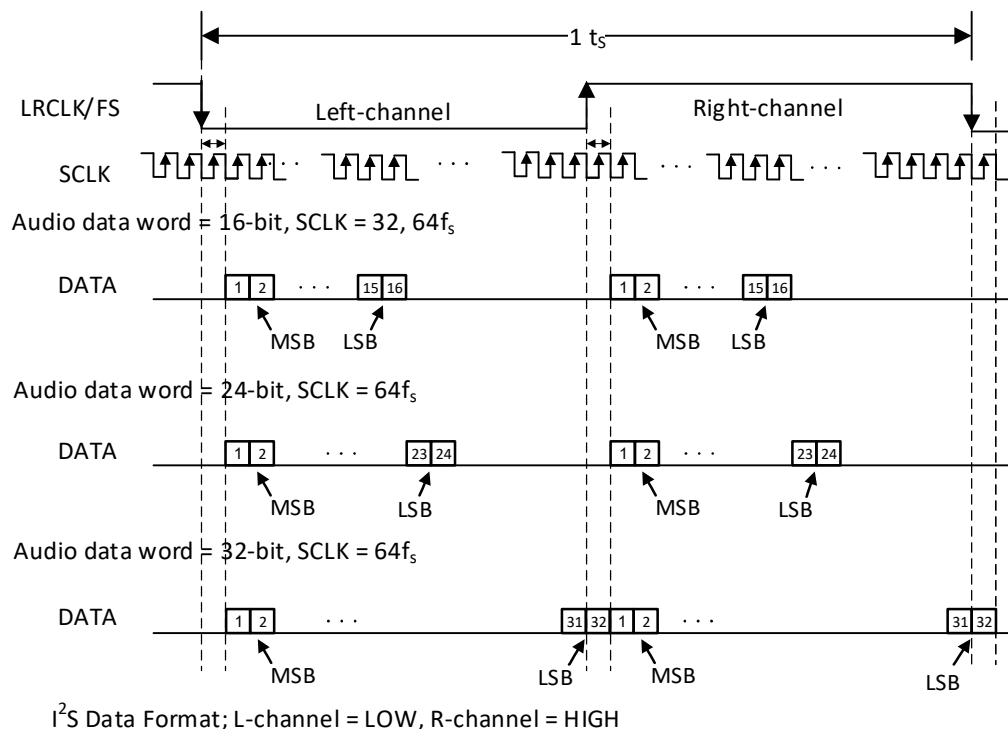 1 tS
LRCLK/FS
Left-channel
Right-channel
SCLK
· · ·
· · ·
· · ·
· · ·
Audio data word = 16-bit, SCLK = 32, 64fs
DATA
1 2 · · · 15 16 1 2 · · · 15 16
MSB LSB MSB LSB
Audio data word = 24-bit, SCLK = 64fs
DATA
1 2 · · · 23 24 1 2 · · · 23 24
MSB LSB MSB LSB
Audio data word = 32-bit, SCLK = 64fs
DATA
1 2 · · · 31 32 1 2 · · · 31 32
MSB LSB MSB LSB
I²S Data Format; L-channel = LOW, R-channel = HIGH